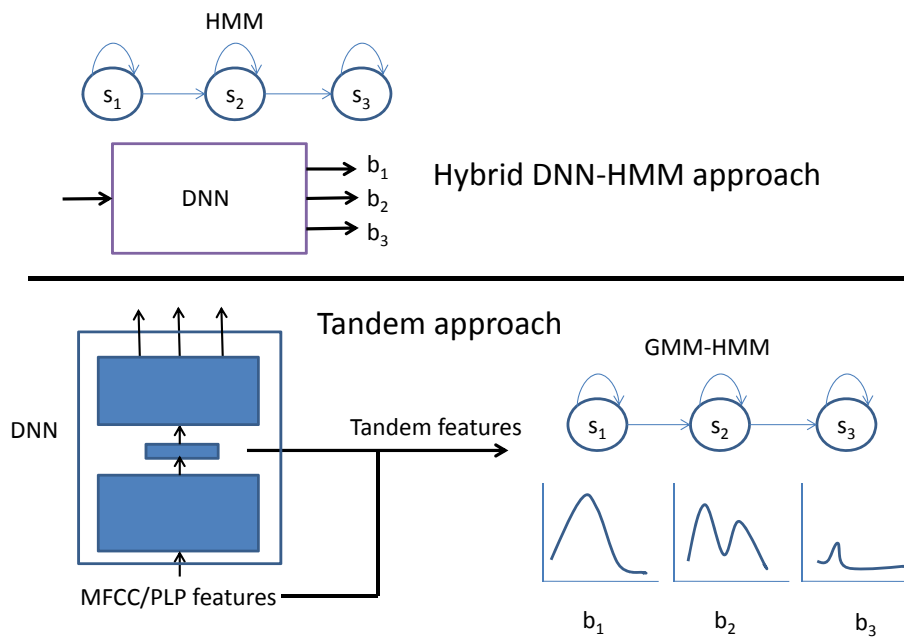 HMM
s1 s2 s3
DNN
b1
b2
b3
Hybrid DNN-HMM approach
Tandem approach
DNN
Tandem features
MFCC/PLP features
GMM-HMM
s1 s2 s3
b1 b2 b3